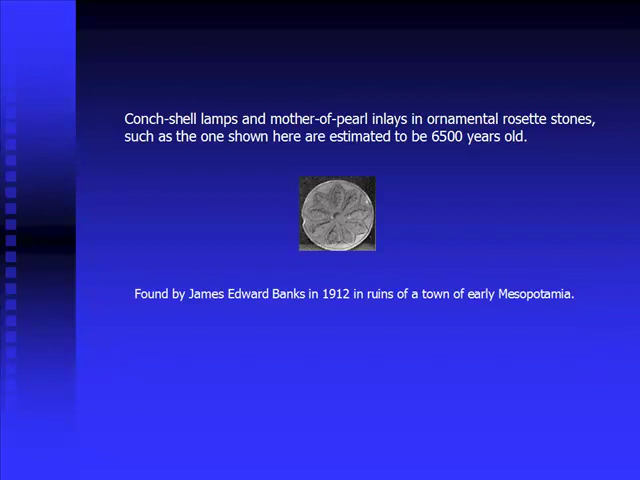 Conch-shell lamps and mother-of-pearl inlays in ornamental rosette stones,
such as the one shown here are estimated to be 6500 years old.
Found by James Edward Banks in 1912 in ruins of a town of early Mesopotamia.